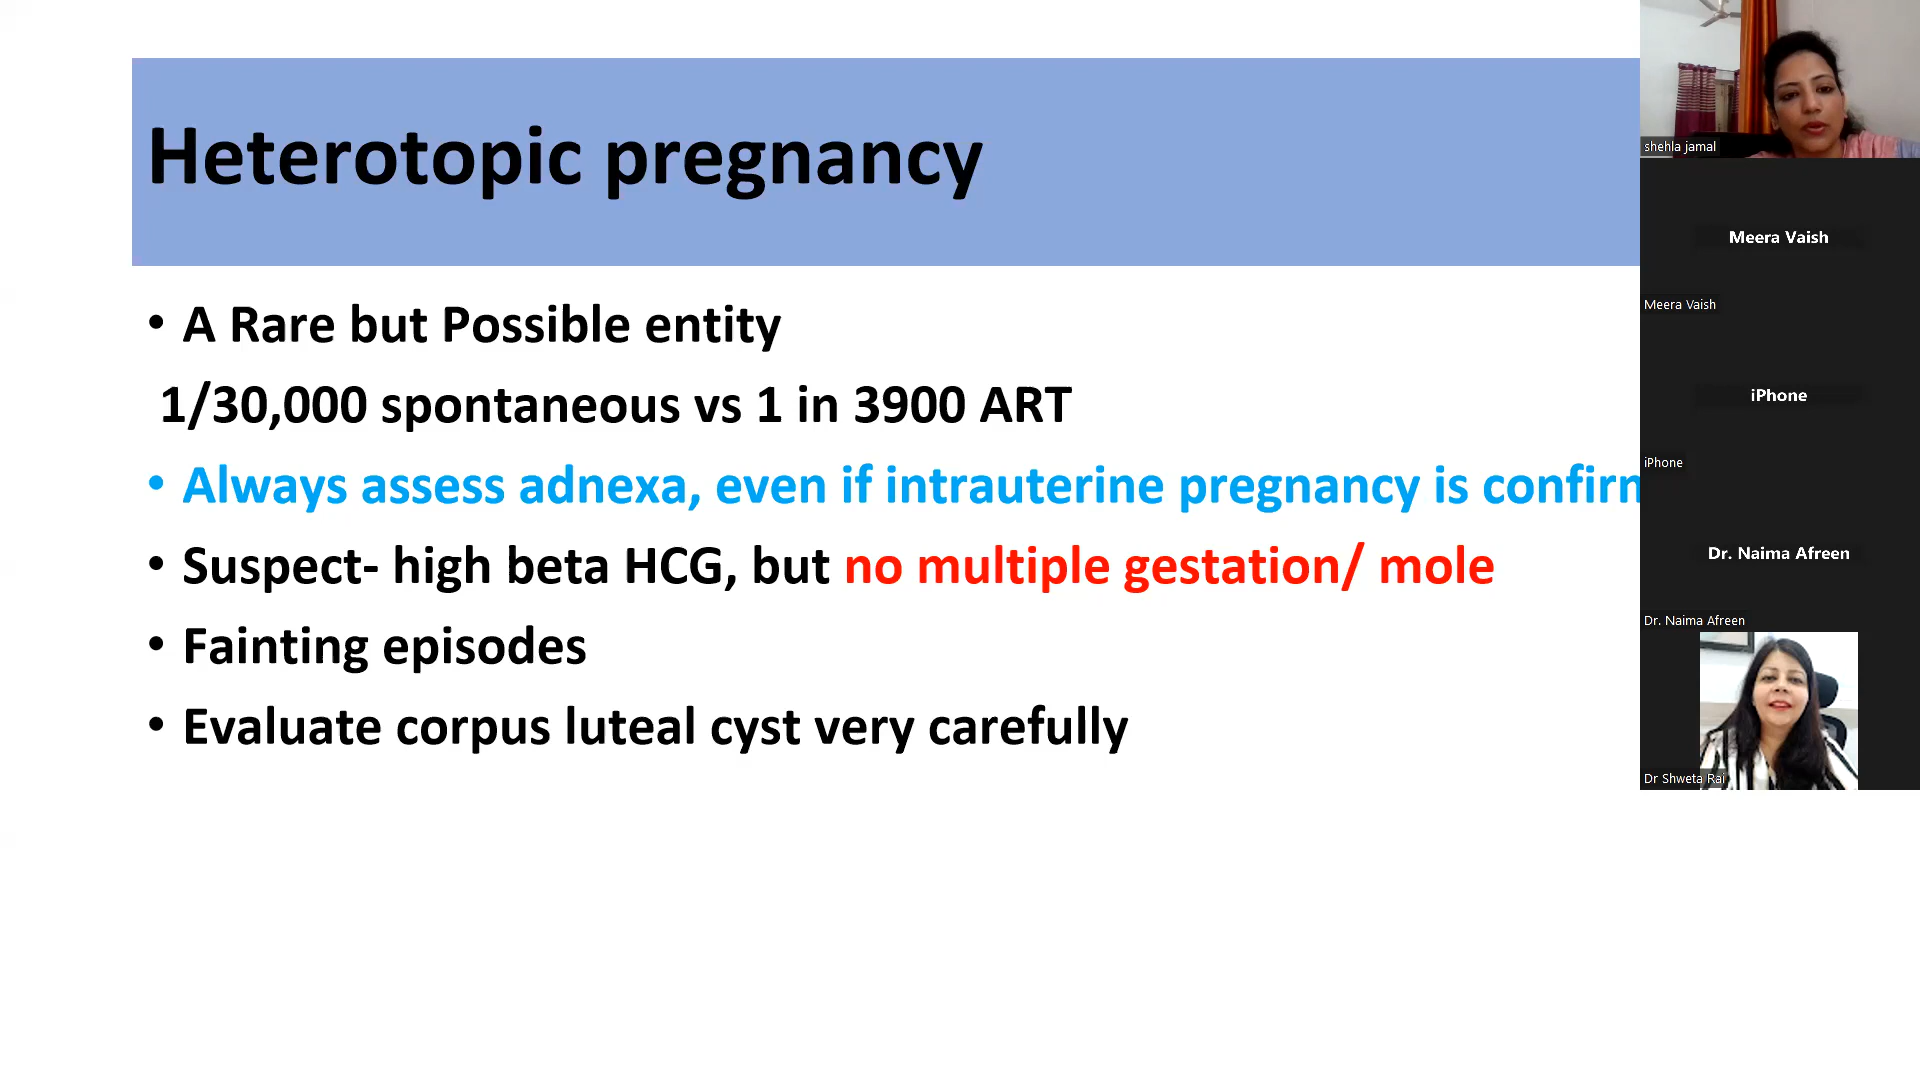 Heterotopic pregnancy
• A Rare but Possible entity
1/30,000 spontaneous vs 1 in 3900 ART
• Always assess adnexa, even if intrauterine pregnancy is
• Suspect- high beta HCG, but no multiple gestation/ mole
• Fainting episodes
• Evaluate corpus luteal cyst very carefully
shehla jamal
Meera Vaish
Meera Vaish
iPhone
iPhone
Dr. Naima Afreen
Dr. Naima Afreen
Dr Shweta Rai